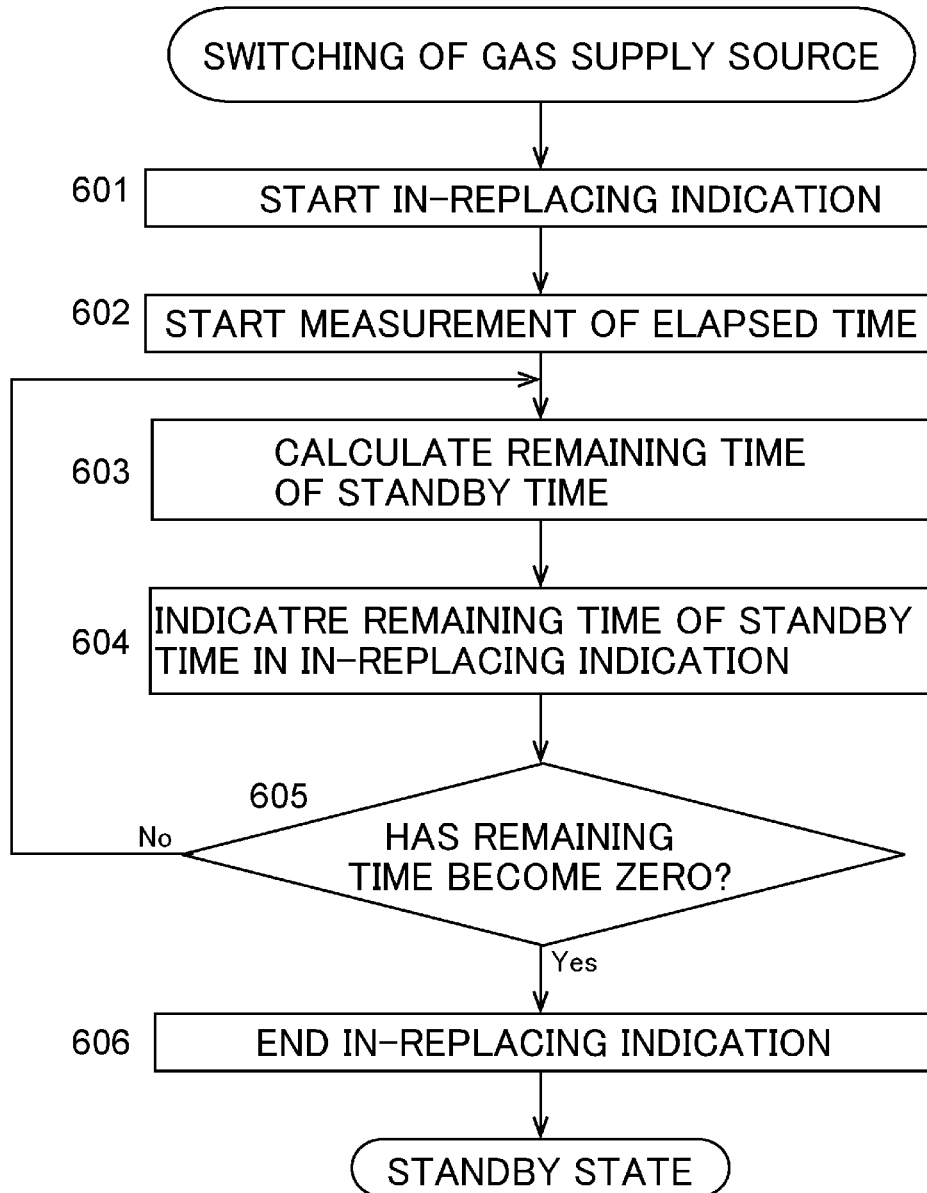 SWITCHING OF GAS SUPPLY SOURCE
601
START IN-REPLACING INDICATION
602
START MEASUREMENT OF ELAPSED TIME
603
CALCULATE REMAINING TIME
OF STANDBY TIME
604
INDICATRE REMAINING TIME OF STANDBY
TIME IN IN-REPLACING INDICATION
605
No
HAS REMAINING
TIME BECOME ZERO?
Yes
606
END IN-REPLACING INDICATION
STANDBY STATE